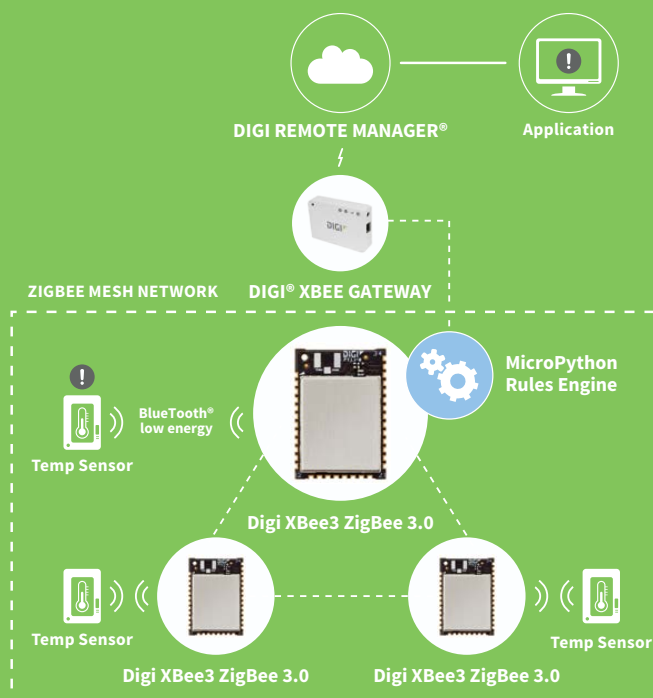 DIGI REMOTE MANAGER®
Application
DIGI
ZIGBEE MESH NETWORK
DIGI® XBEE GATEWAY
MicroPython
Rules Engine
BlueTooth®
low energy
Temp Sensor
Digi XBee3 ZigBee 3.0
Temp Sensor
Temp Sensor
Digi XBee3 ZigBee 3.0
Digi XBee3 ZigBee 3.0